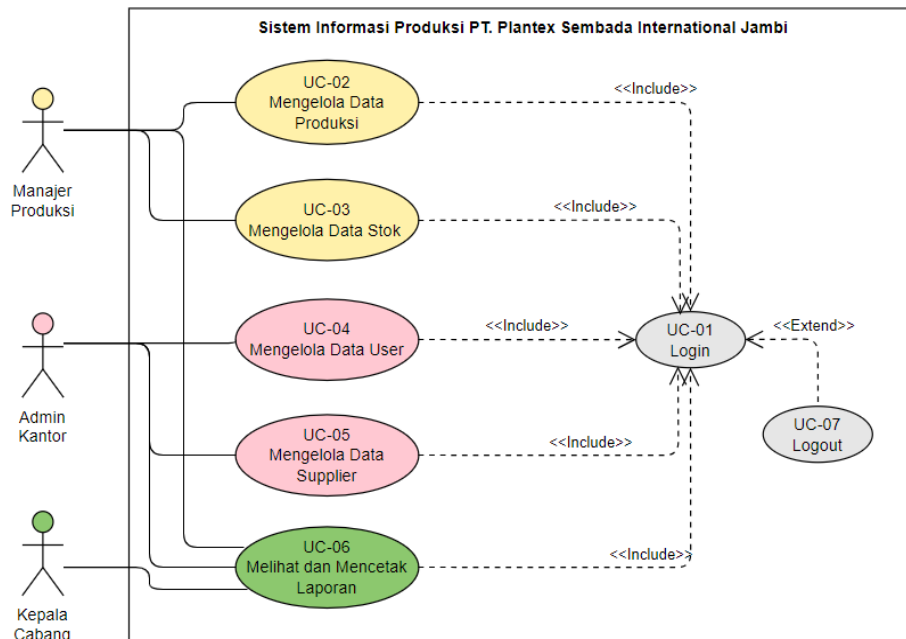 Sistem Informasi Produksi PT. Plantex Sembada International Jambi
UC-02
Mengelola Data
Produksi
<<Include>>
Manajer
Produksi
UC-03
Mengelola Data Stok
<<Include>>
UC-04
Mengelola Data User
<<Include>>
UC-01
Login
<<Extend>>
Admin
Kantor
UC-05
Mengelola Data
Supplier
<<Include>>
UC-07
Logout
UC-06
Melihat dan Mencetak
Laporan
<<Include>>
Kepala
Cabang